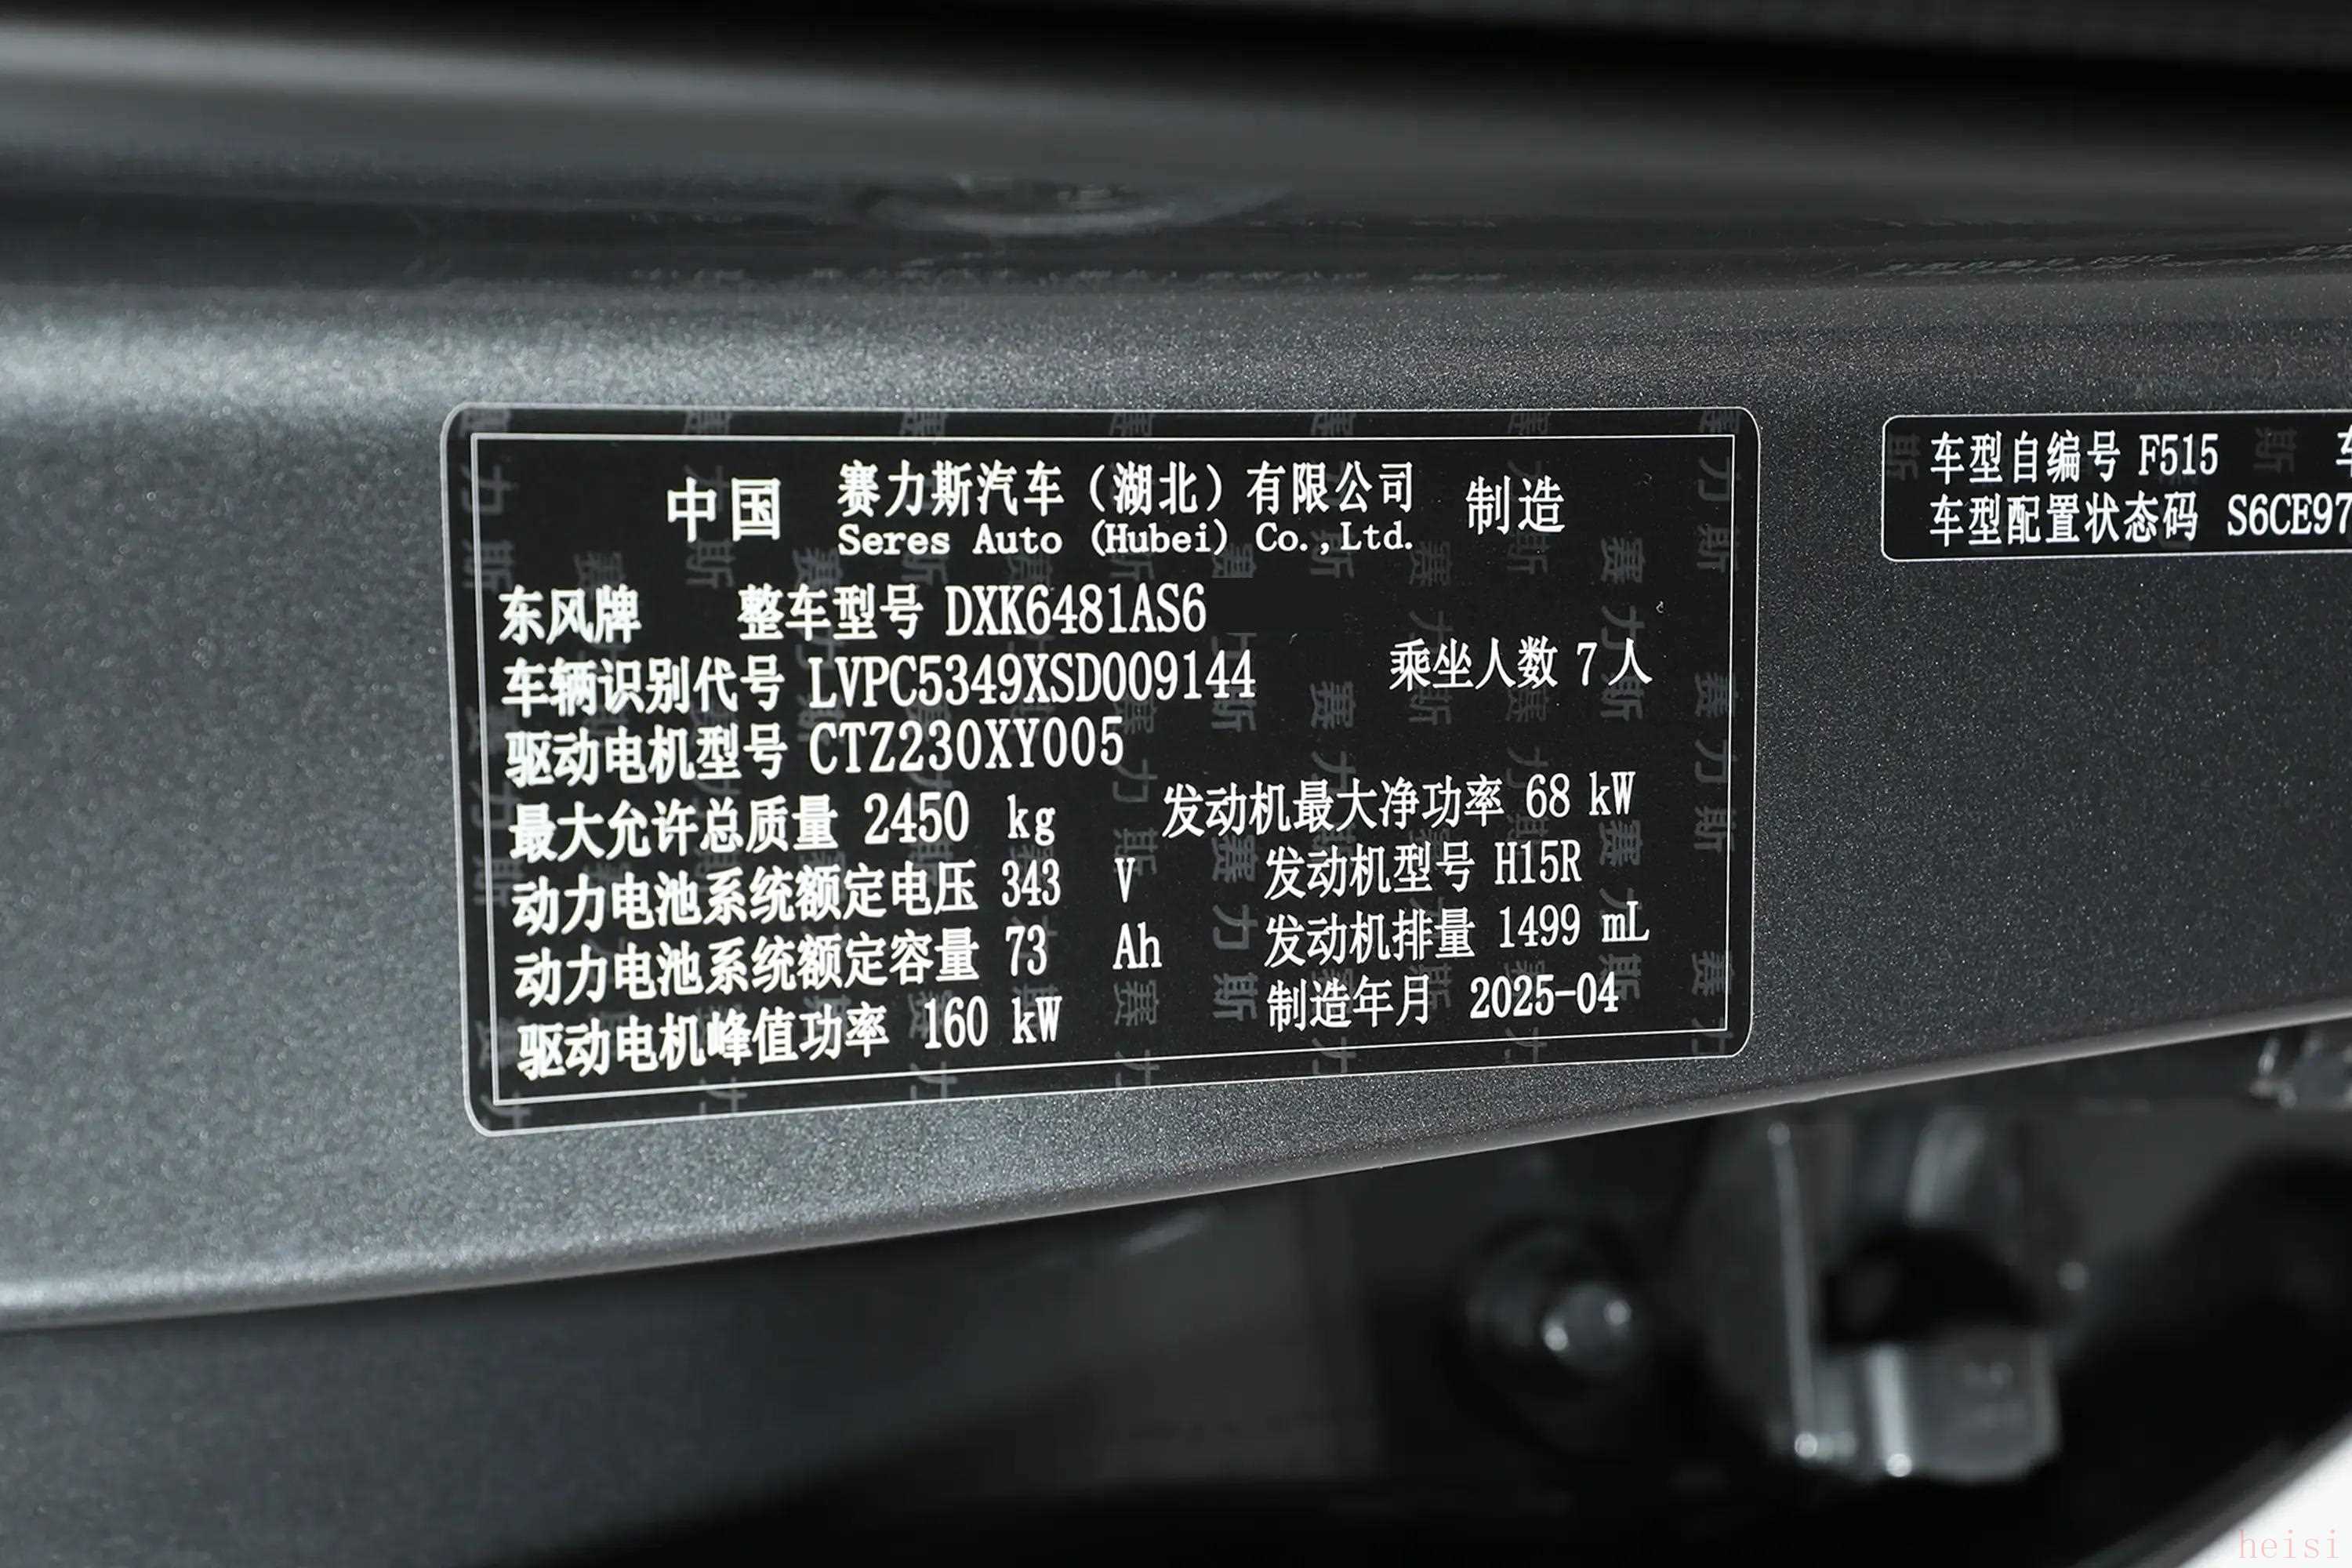 中国 赛力斯汽车（湖北）有限公司 制造
Seres Auto (Hubei) Co.,Ltd.
东风牌 整车型号 DXK6481AS6
车辆识别代号 LVPC5349XSD009144 乘坐人数 7人
驱动电机型号 CTZ230XY005
最大允许总质量 2450 kg 发动机最大净功率 68 kW
动力电池系统额定电压 343 V 发动机型号 H15R
动力电池系统额定容量 73 Ah 发动机排量 1499 mL
驱动电机峰值功率 160 kW 制造年月 2025-04
车型自编号 F515
车型配置状态码 S6CE97
heisi